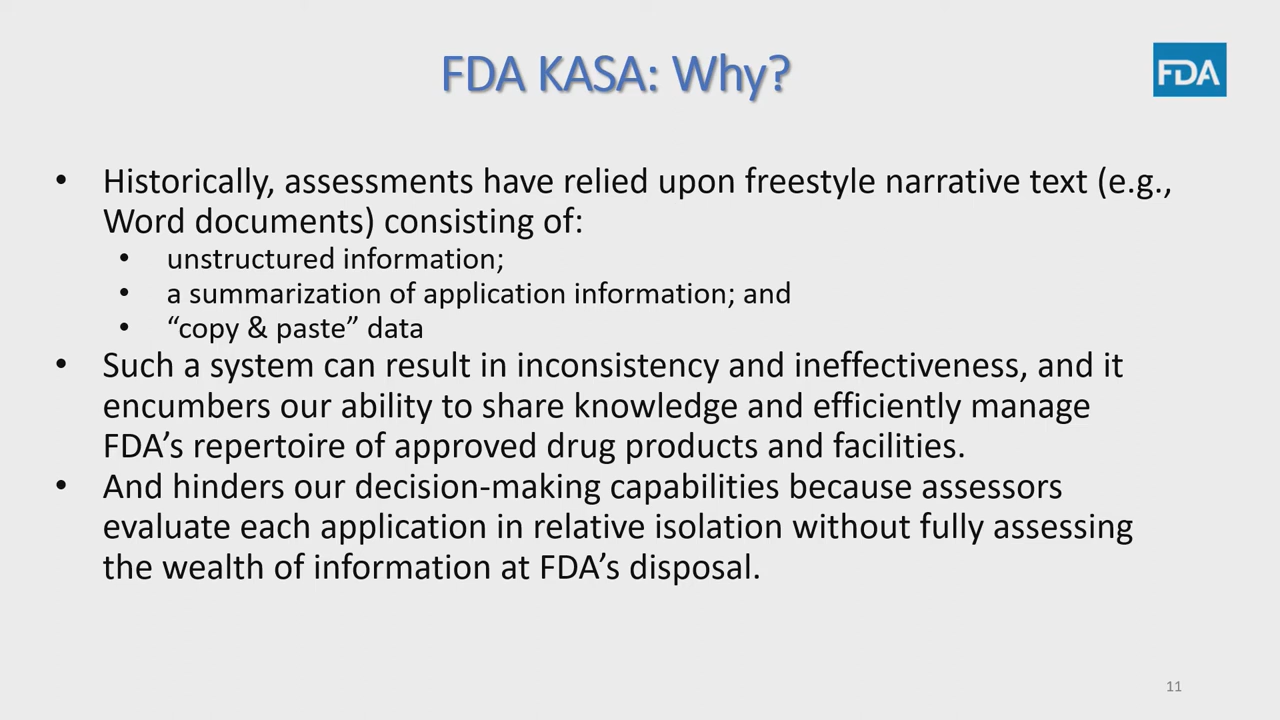 FDA KASA: Why?
FDA
• Historically, assessments have relied upon freestyle narrative text (e.g.,
Word documents) consisting of:
• unstructured information;
• a summarization of application information; and
• “copy & paste” data
• Such a system can result in inconsistency and ineffectiveness, and it
encumbers our ability to share knowledge and efficiently manage
FDA’s repertoire of approved drug products and facilities.
• And hinders our decision-making capabilities because assessors
evaluate each application in relative isolation without fully assessing
the wealth of information at FDA’s disposal.
11